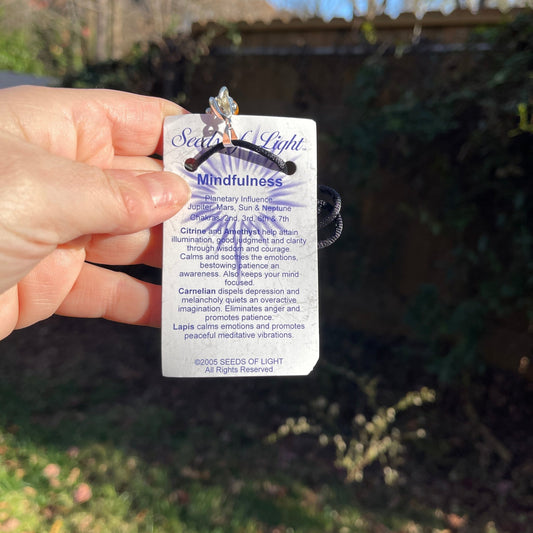 Seeds of Light
Mindfulness
Planetary Influence
Jupiter, Mars, Sun & Neptune
Chakras, 2nd, 3rd, 6th & 7th
Citrine and Amethyst help attain
illumination, good judgment and clarity
through wisdom and courage.
Calms and soothes the emotions,
bestowing patience an
awareness. Also keeps your mind
focused.
Carnelian dispels depression and
melancholy quiets an overactive
imagination. Eliminates anger and
promotes patience.
Lapis calms emotions and promotes
peaceful meditative vibrations.
©2005 SEEDS OF LIGHT
All Rights Reserved